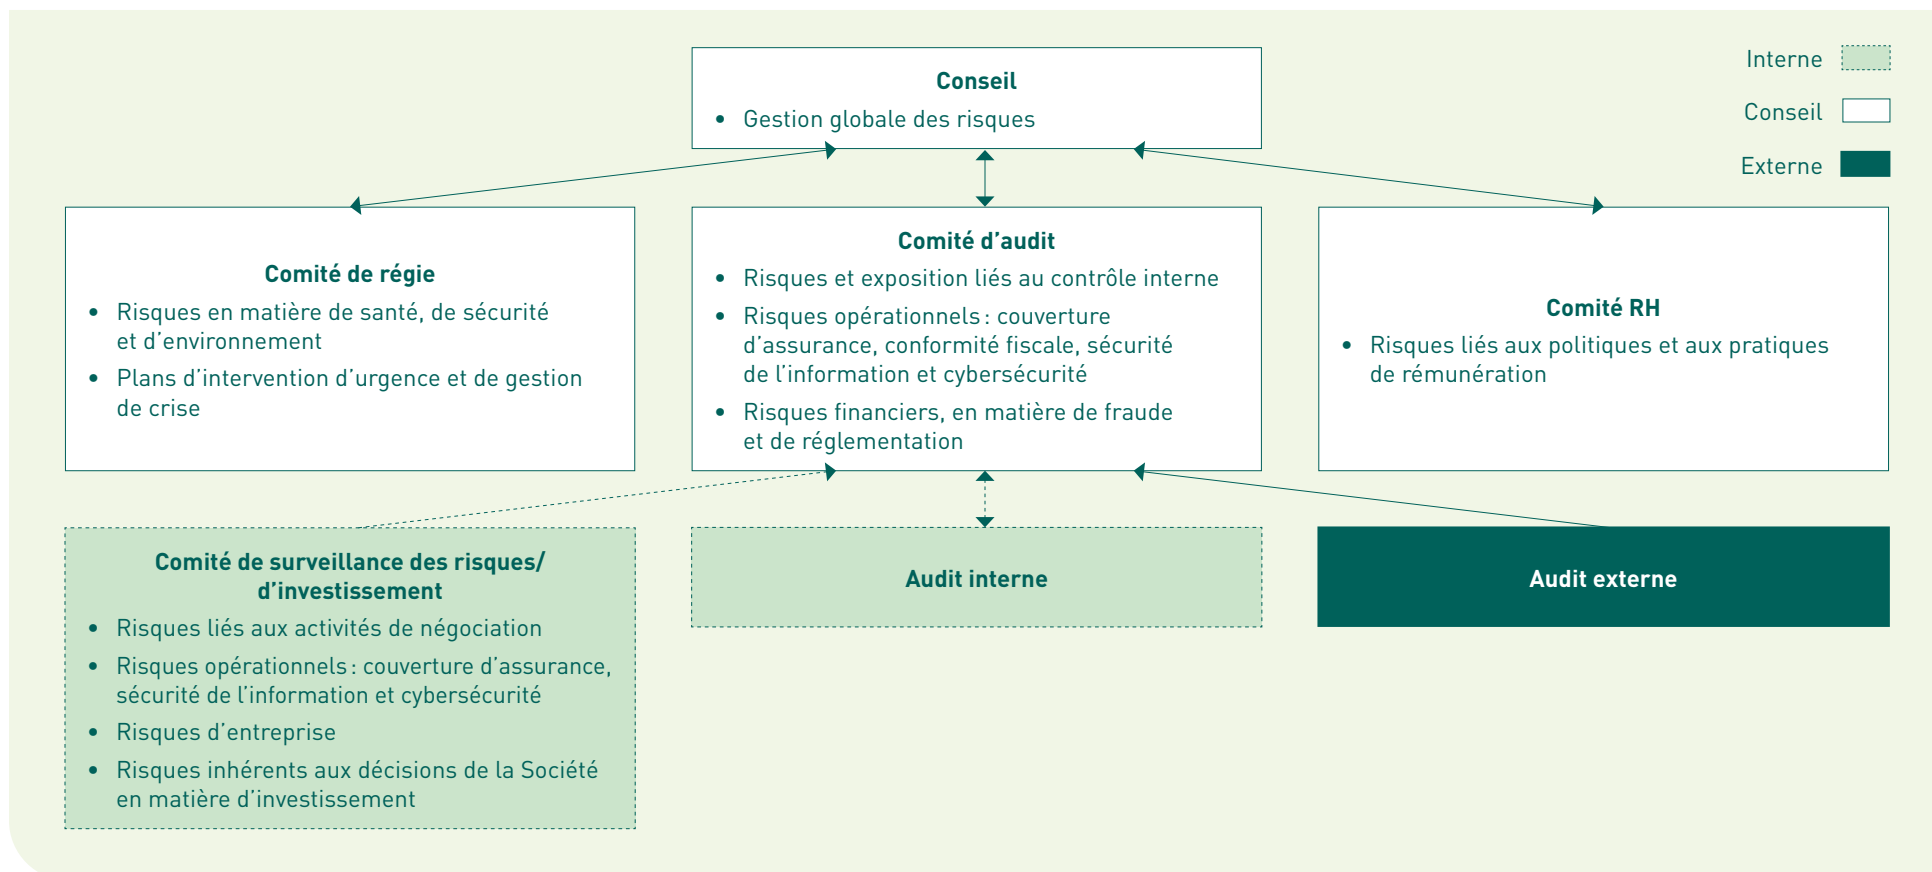 Conseil
• Gestion globale des risques
Interne
Conseil
Externe
Comité de régie
• Risques en matière de santé, de sécurité
et d'environnement
• Plans d'intervention d'urgence et de gestion
de crise
Comité d'audit
• Risques et exposition liés au contrôle interne
• Risques opérationnels : couverture
d'assurance, conformité fiscale, sécurité
de l'information et cybersécurité
• Risques financiers, en matière de fraude
et de réglementation
Comité RH
• Risques liés aux politiques et aux pratiques
de rémunération
Comité de surveillance des risques/
d'investissement
• Risques liés aux activités de négociation
• Risques opérationnels : couverture d'assurance,
sécurité de l'information et cybersécurité
• Risques d'entreprise
• Risques inhérents aux décisions de la Société
en matière d'investissement
Audit interne
Audit externe